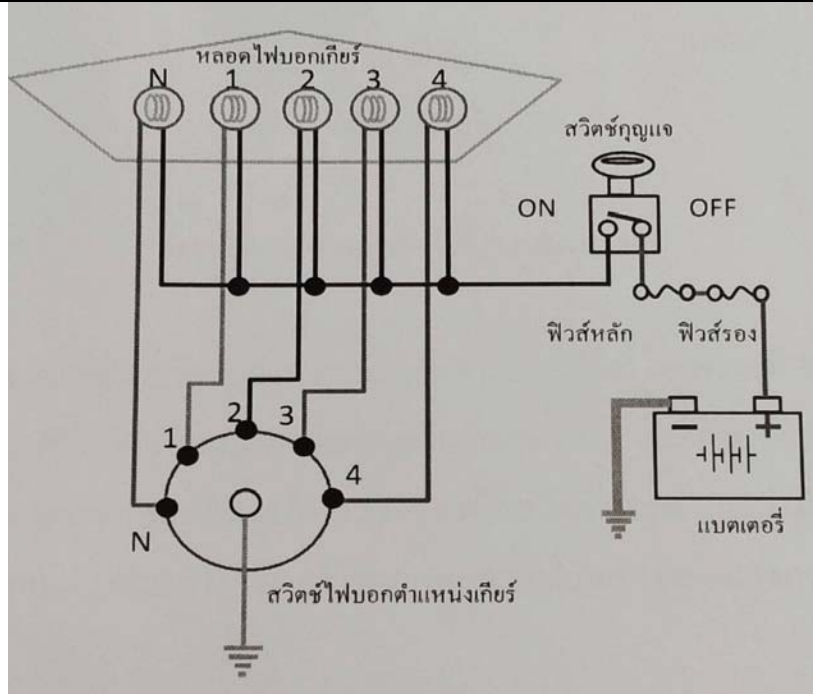 หลอดไฟบอกเกียร์
N 1 2 3 4
สวิตช์กุญแจ
ON OFF
ฟิวส์หลัก ฟิวส์รอง
1 2 3 4
N
แบตเตอรี่
สวิตช์ไฟบอกตำแหน่งเกียร์